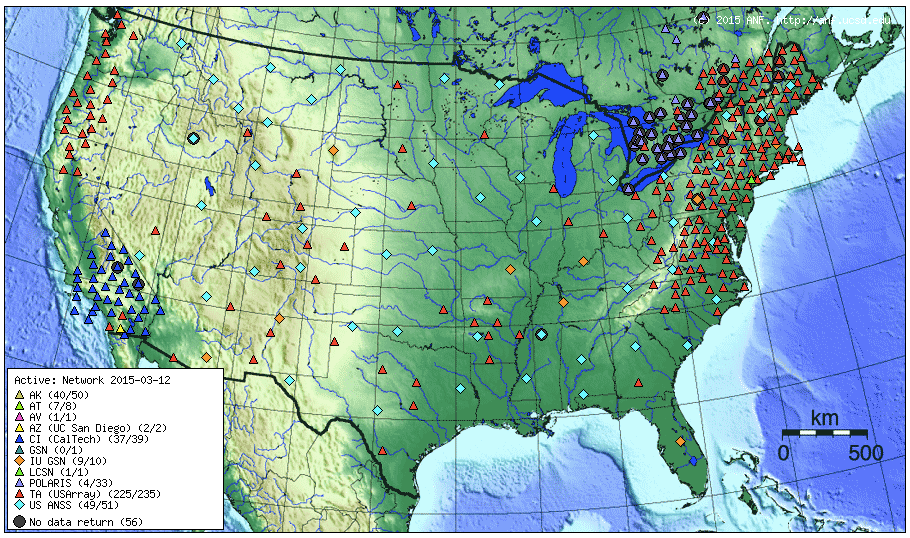 (c) 2015 ANF. http:/anf.ucsd.edu/
Active: Network 2015-03-12
AK (40/50)
AT (7/8)
AV (1/1)
AZ (UC San Diego) (2/2)
CI (CalTech) (37/39)
GSN (0/1)
IU GSN (9/10)
LCSN (1/1)
POLARIS (4/33)
TA (USArray) (225/235)
US ANSS (49/51)
No data return (56)
km
0 500